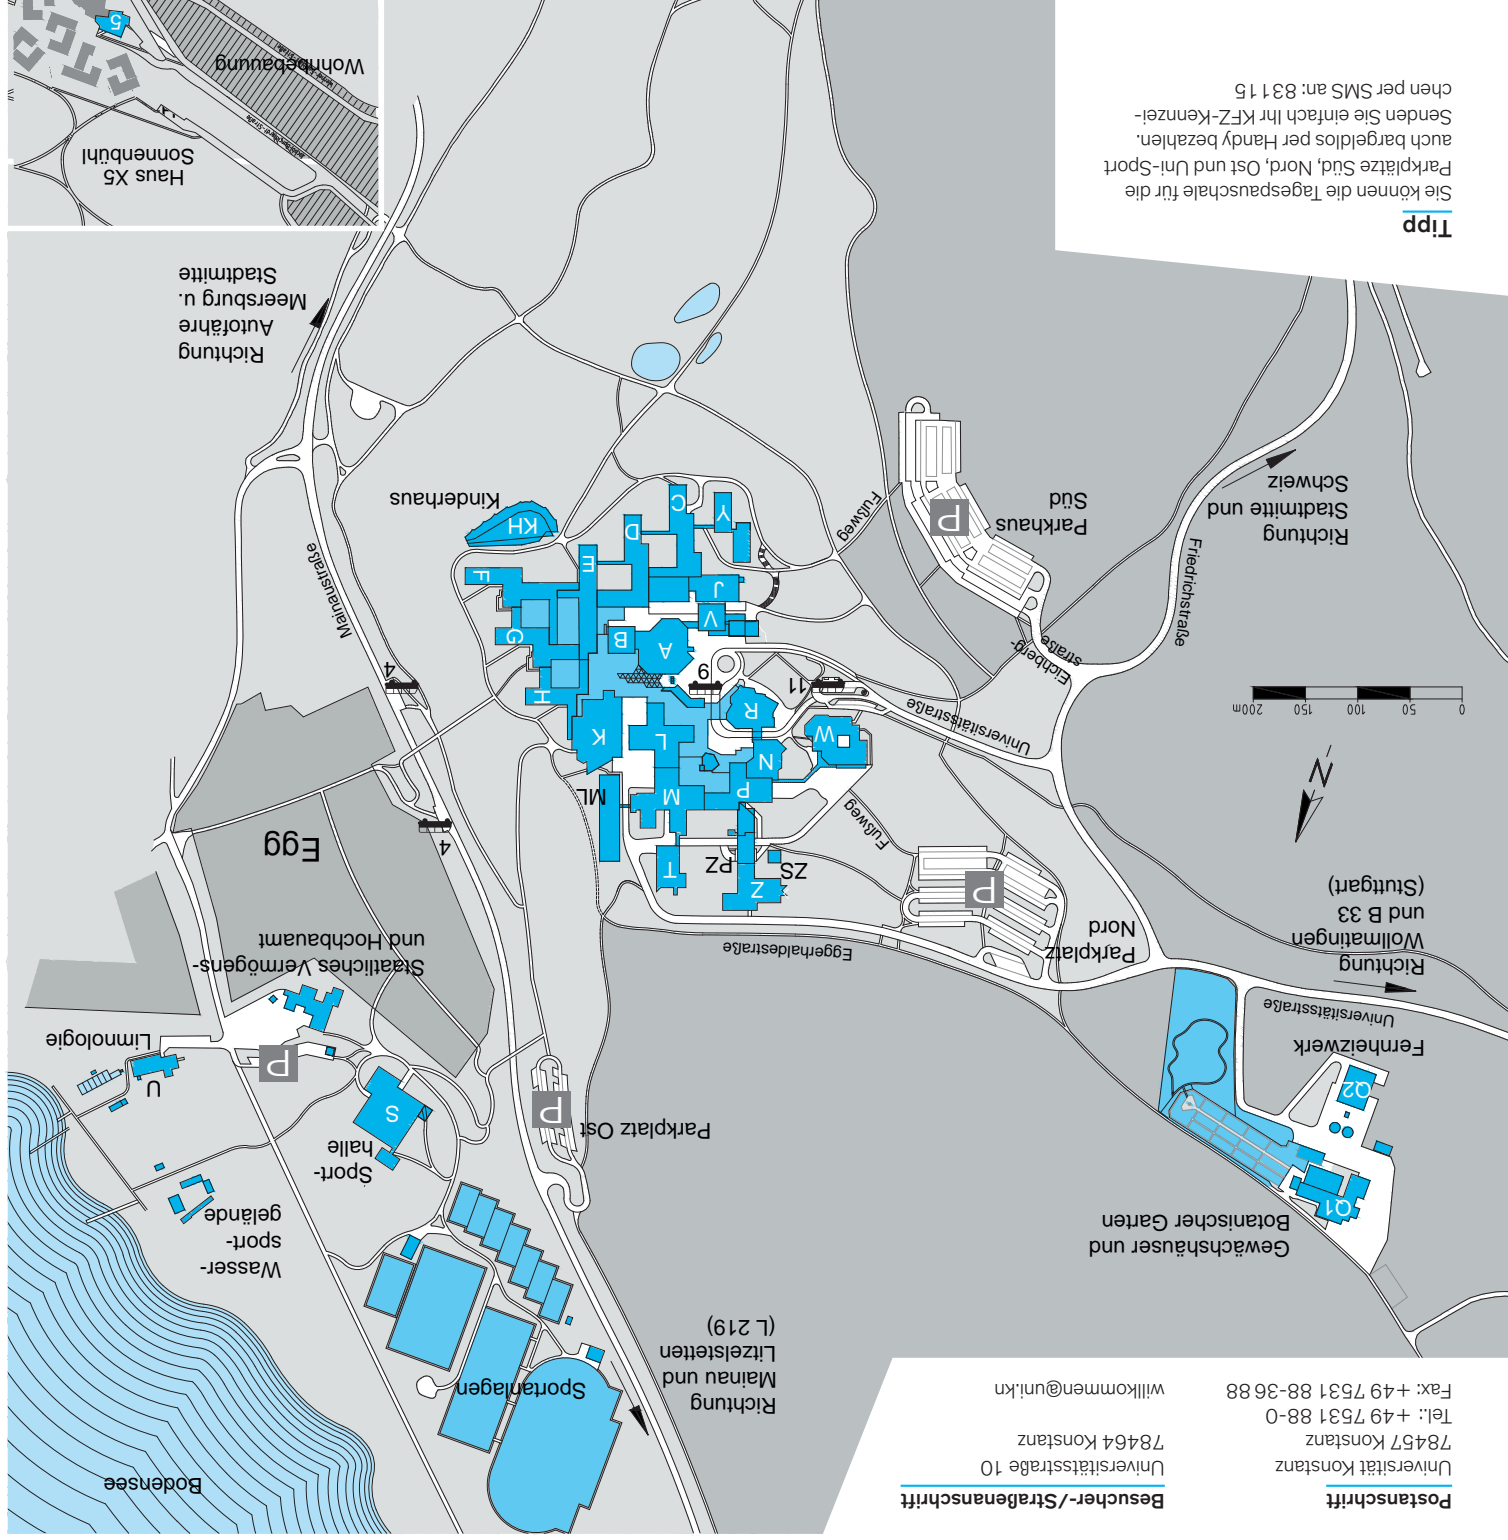 Postanschrift
Universität Konstanz
78457 Konstanz
Tel.: +49 7531 88-0
Fax: +49 7531 88-36 88
Besucher-/Straßenanschrift
Universitätsstraße 10
78464 Konstanz
willkommen@uni.kn
Bodensee
Sportanlagen
Richtung
Mainau und
Litzelstetten
(L 219)
Gewächshäuser und
Botanischer Garten
Q1
Q2
Fernheizwerk
Wasser-
sport-
gelände
Sport-
halle
S
U
Limnologie
P
Parkplatz Ost
P
Staatliches Vermögens-
und Hochbauamt
Universitätsstraße
Richtung
Wollmatingen
und B 33
(Stuttgart)
Parkplatz
Nord
P
Eggerhaldestraße
Egg
Z
ZS
PZ
T
Fußweg
4
ML
M
P
N
W
L
K
R
N
Universitätsstraße
0
50
100
150
200m
4
11
9
H
A
B
G
V
J
F
E
D
C
Y
KH
Kinderhaus
Mainaustraße
Eichberg-
straße
Friedrichstraße
Fußweg
Parkhaus
Süd
P
Richtung
Stadtmitte und
Schweiz
Richtung
Autofähre
Meersburg u.
Stadtmitte
Tipp
Sie können die Tagespauschale für die
Parkplätze Süd, Nord, Ost und Uni-Sport
auch bargeldlos per Handy bezahlen.
Senden Sie einfach Ihr KFZ-Kennzei-
chen per SMS an: 83115
Haus X5
Sonnenbühl
Wohnbebauung
5